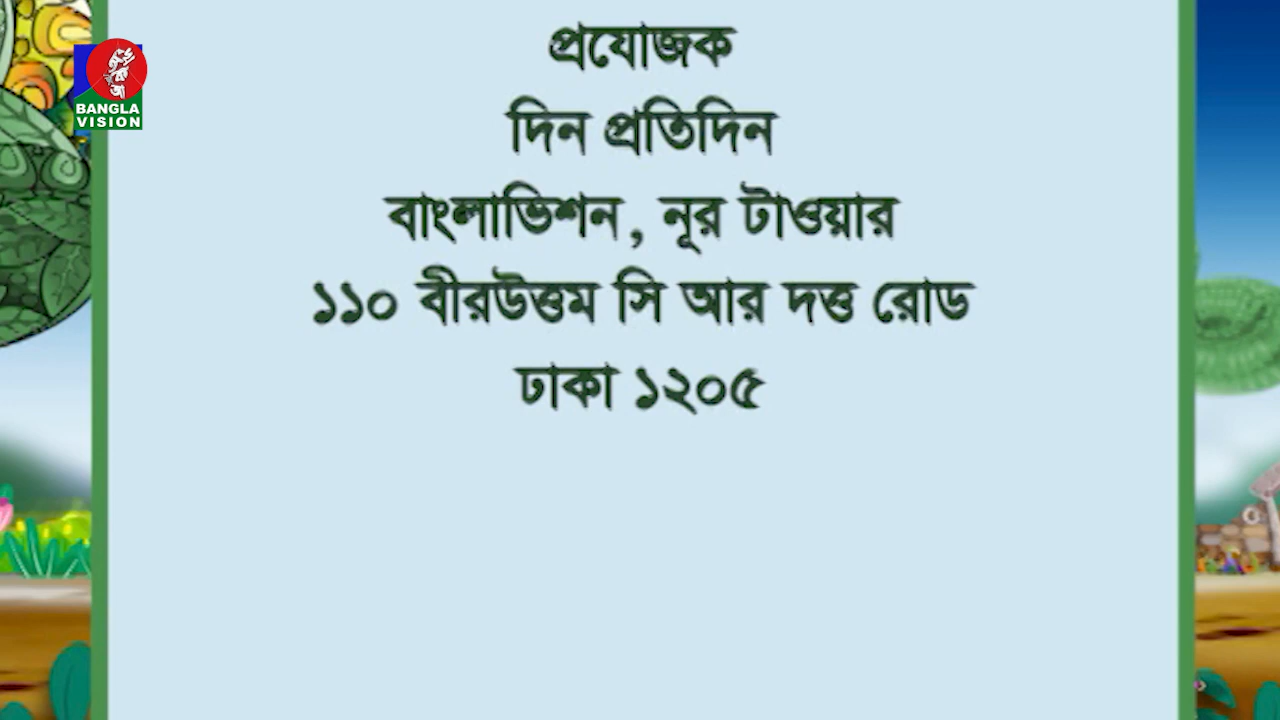 BANGLA
VISION
প্রযোজক
দিন প্রতিদিন
বাংলাভিশন, নূর টাওয়ার
১১০ বীরউত্তম সি আর দত্ত রোড
ঢাকা ১২০৫